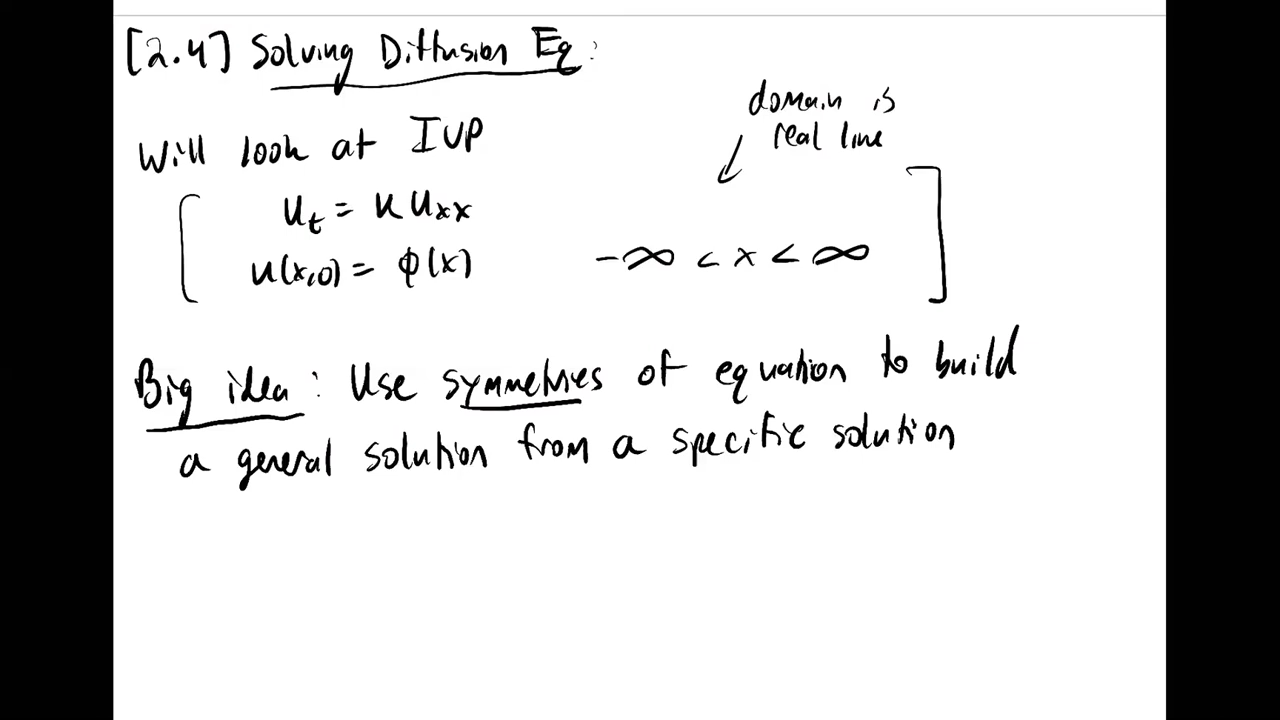 [2.4] Solving Diffusion Eq:
domain is
real line
Will look at IVP
u_t = k u_xx
u(x,0) = φ(x) -∞ < x < ∞
Big idea: Use symmetries of equation to build
a general solution from a specific solution